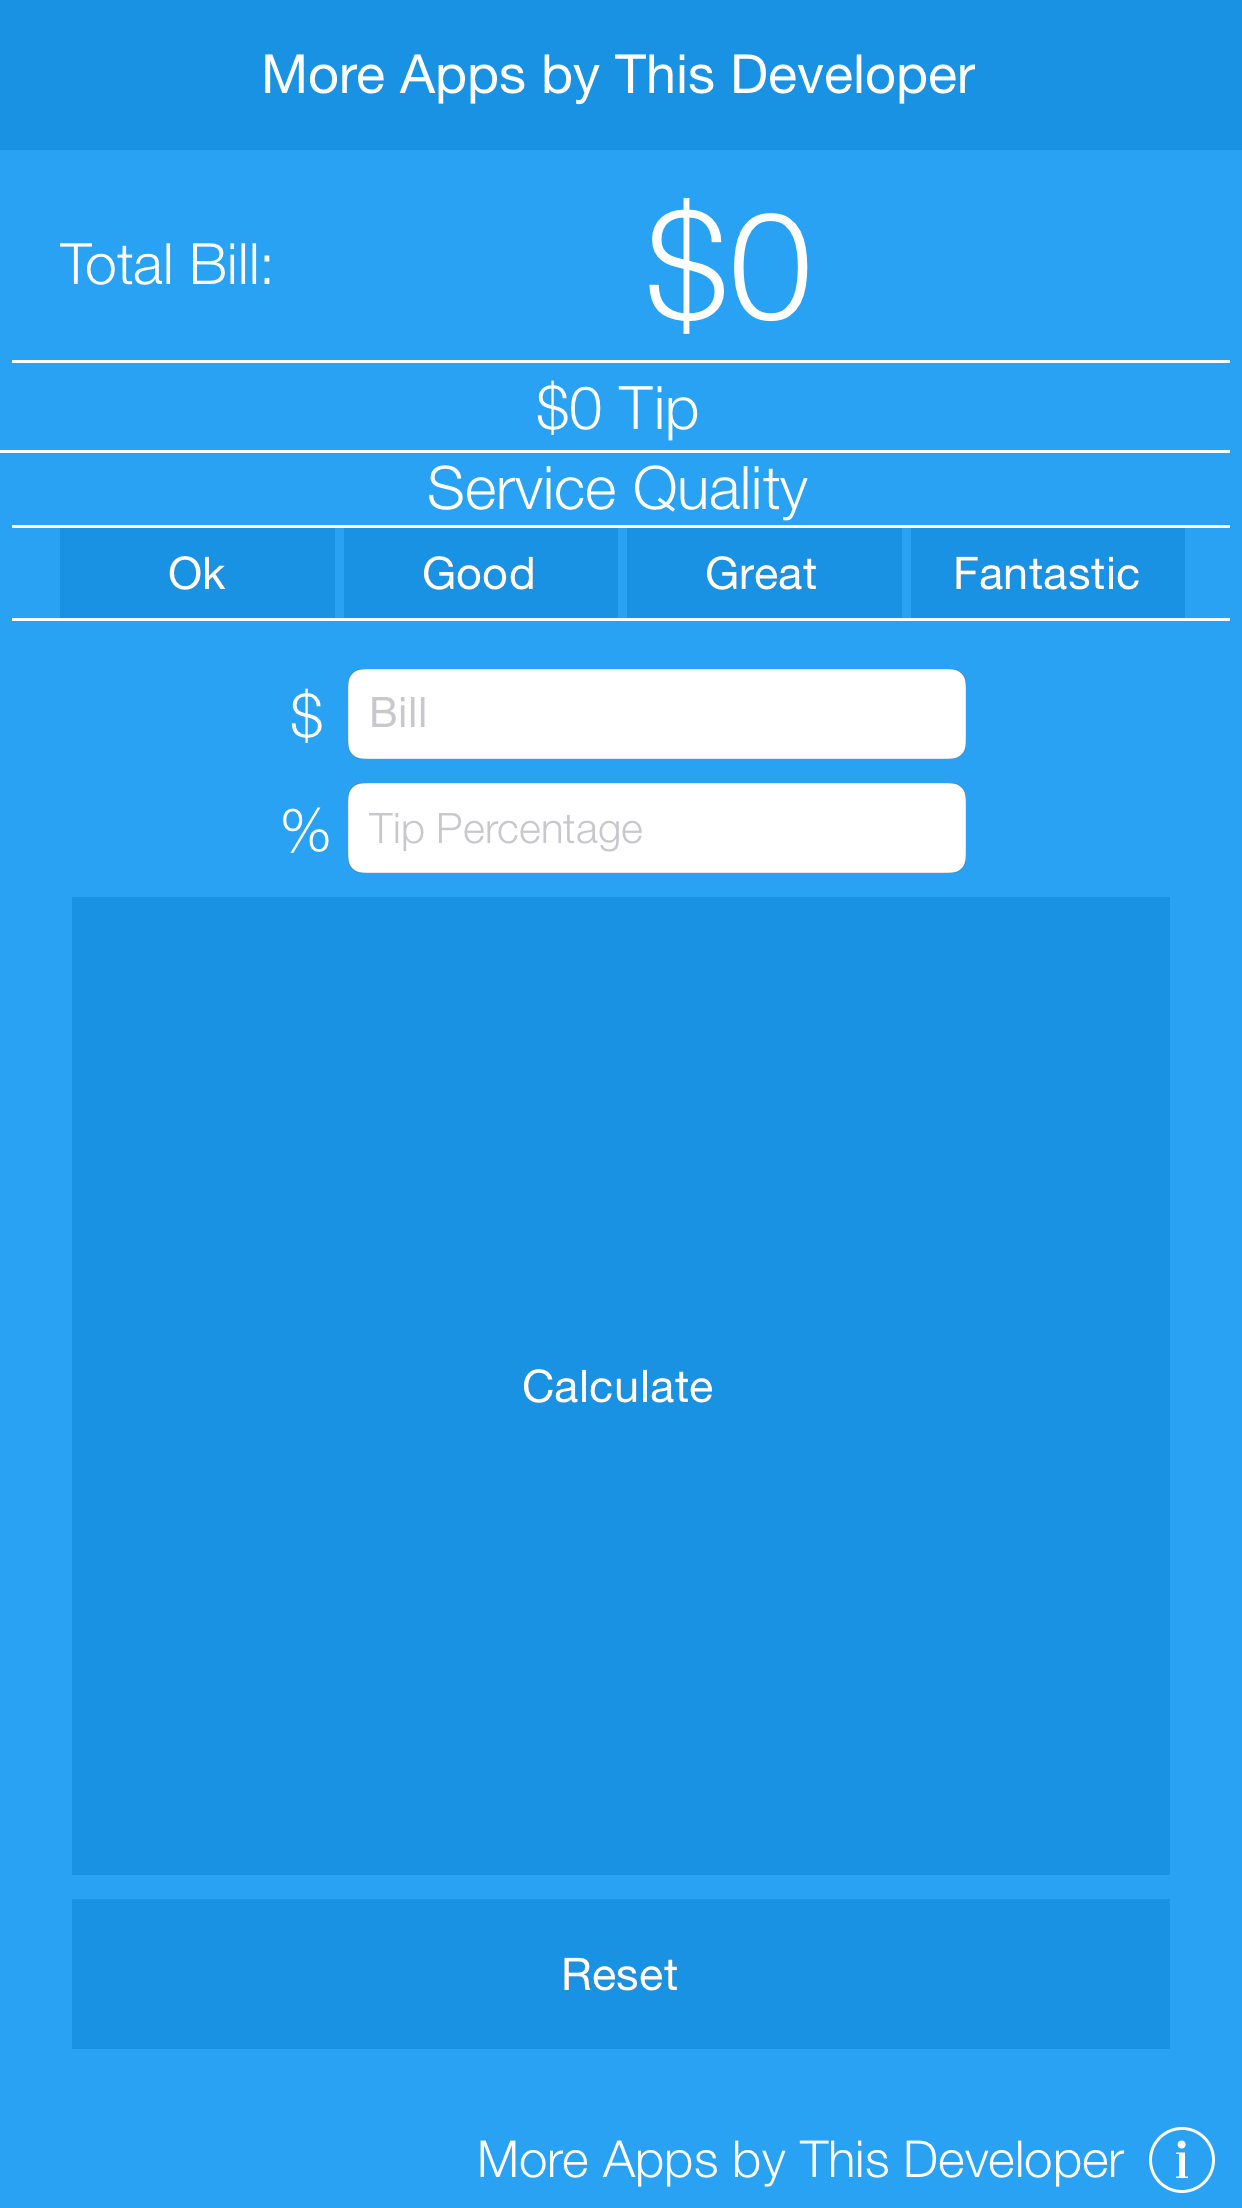 More Apps by This Developer
Total Bill: $0
$0 Tip
Service Quality
Ok Good Great Fantastic
$ Bill
% Tip Percentage
Calculate
Reset
More Apps by This Developer i